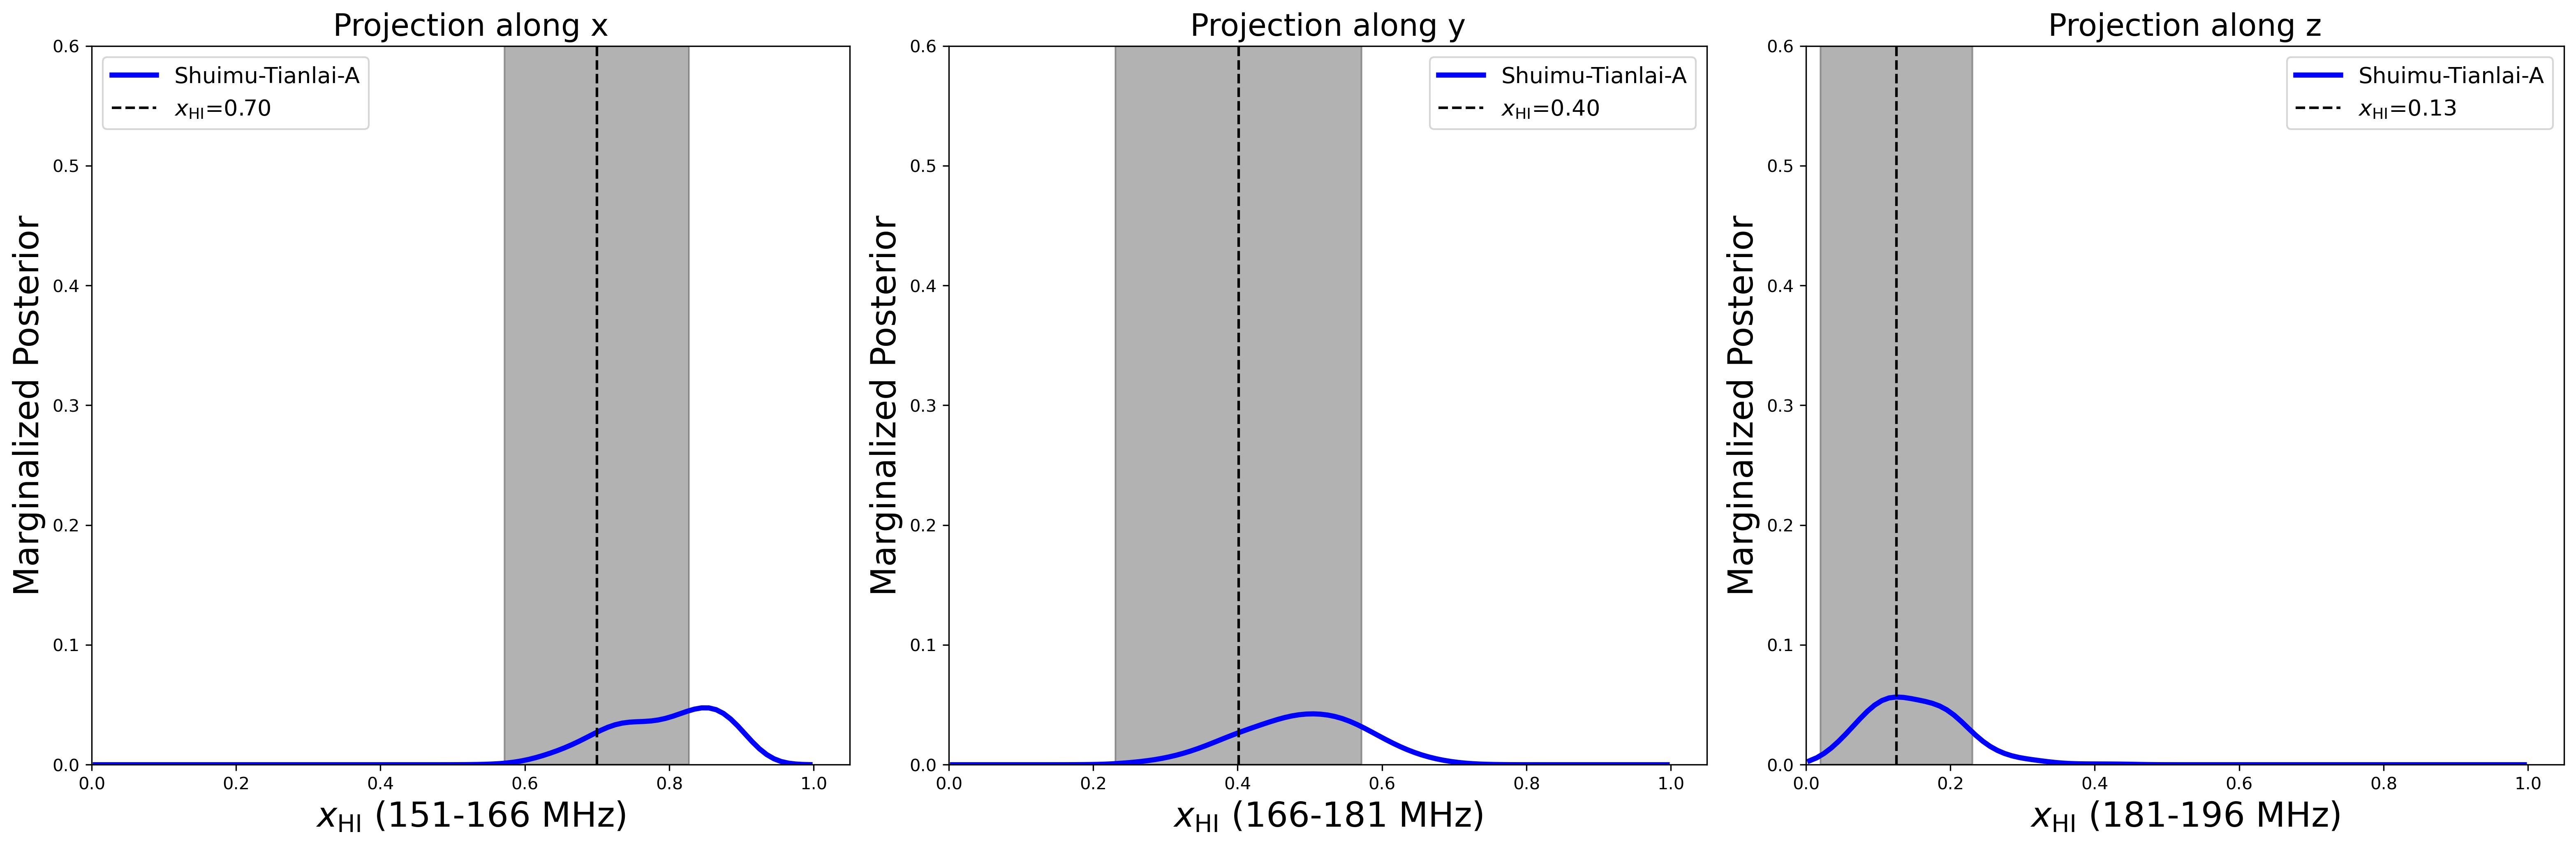 Projection along x
Shuimu-Tianlai-A
x_HI=0.70
0.6
0.5
0.4
0.3
0.2
0.1
0.0
Marginalized Posterior
0.0 0.2 0.4 0.6 0.8 1.0
x_HI (151-166 MHz)
Projection along y
Shuimu-Tianlai-A
x_HI=0.40
0.6
0.5
0.4
0.3
0.2
0.1
0.0
Marginalized Posterior
0.0 0.2 0.4 0.6 0.8 1.0
x_HI (166-181 MHz)
Projection along z
Shuimu-Tianlai-A
x_HI=0.13
0.6
0.5
0.4
0.3
0.2
0.1
0.0
Marginalized Posterior
0.0 0.2 0.4 0.6 0.8 1.0
x_HI (181-196 MHz)